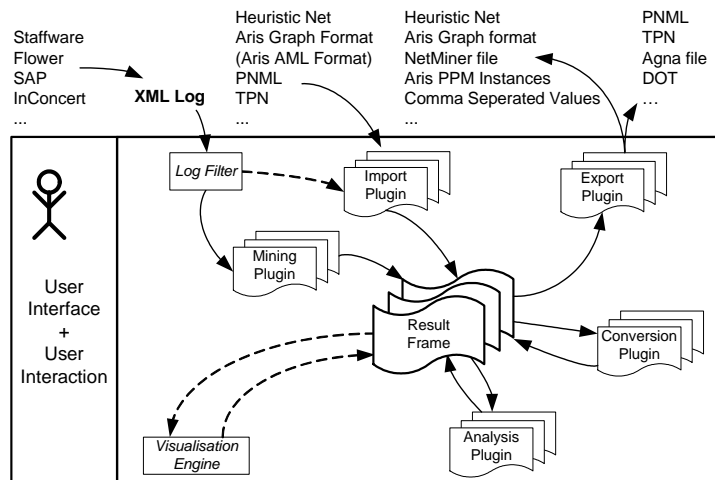 Staffware
Flower
SAP
InConcert
...
XML Log
Heuristic Net
Aris Graph Format
(Aris AML Format)
PNML
TPN
...
Heuristic Net
Aris Graph format
NetMiner file
Aris PPM Instances
Comma Seperated Values
...
PNML
TPN
Agna file
DOT
...
Log Filter
Import
Plugin
Export
Plugin
Mining
Plugin
User
Interface
+
User
Interaction
Result
Frame
Conversion
Plugin
Visualisation
Engine
Analysis
Plugin